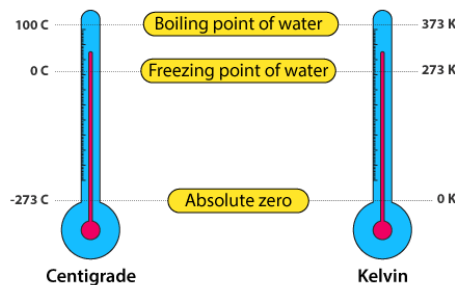 100 C Boiling point of water 373 K
0 C Freezing point of water 273 K
-273 C Absolute zero 0 K
Centigrade Kelvin